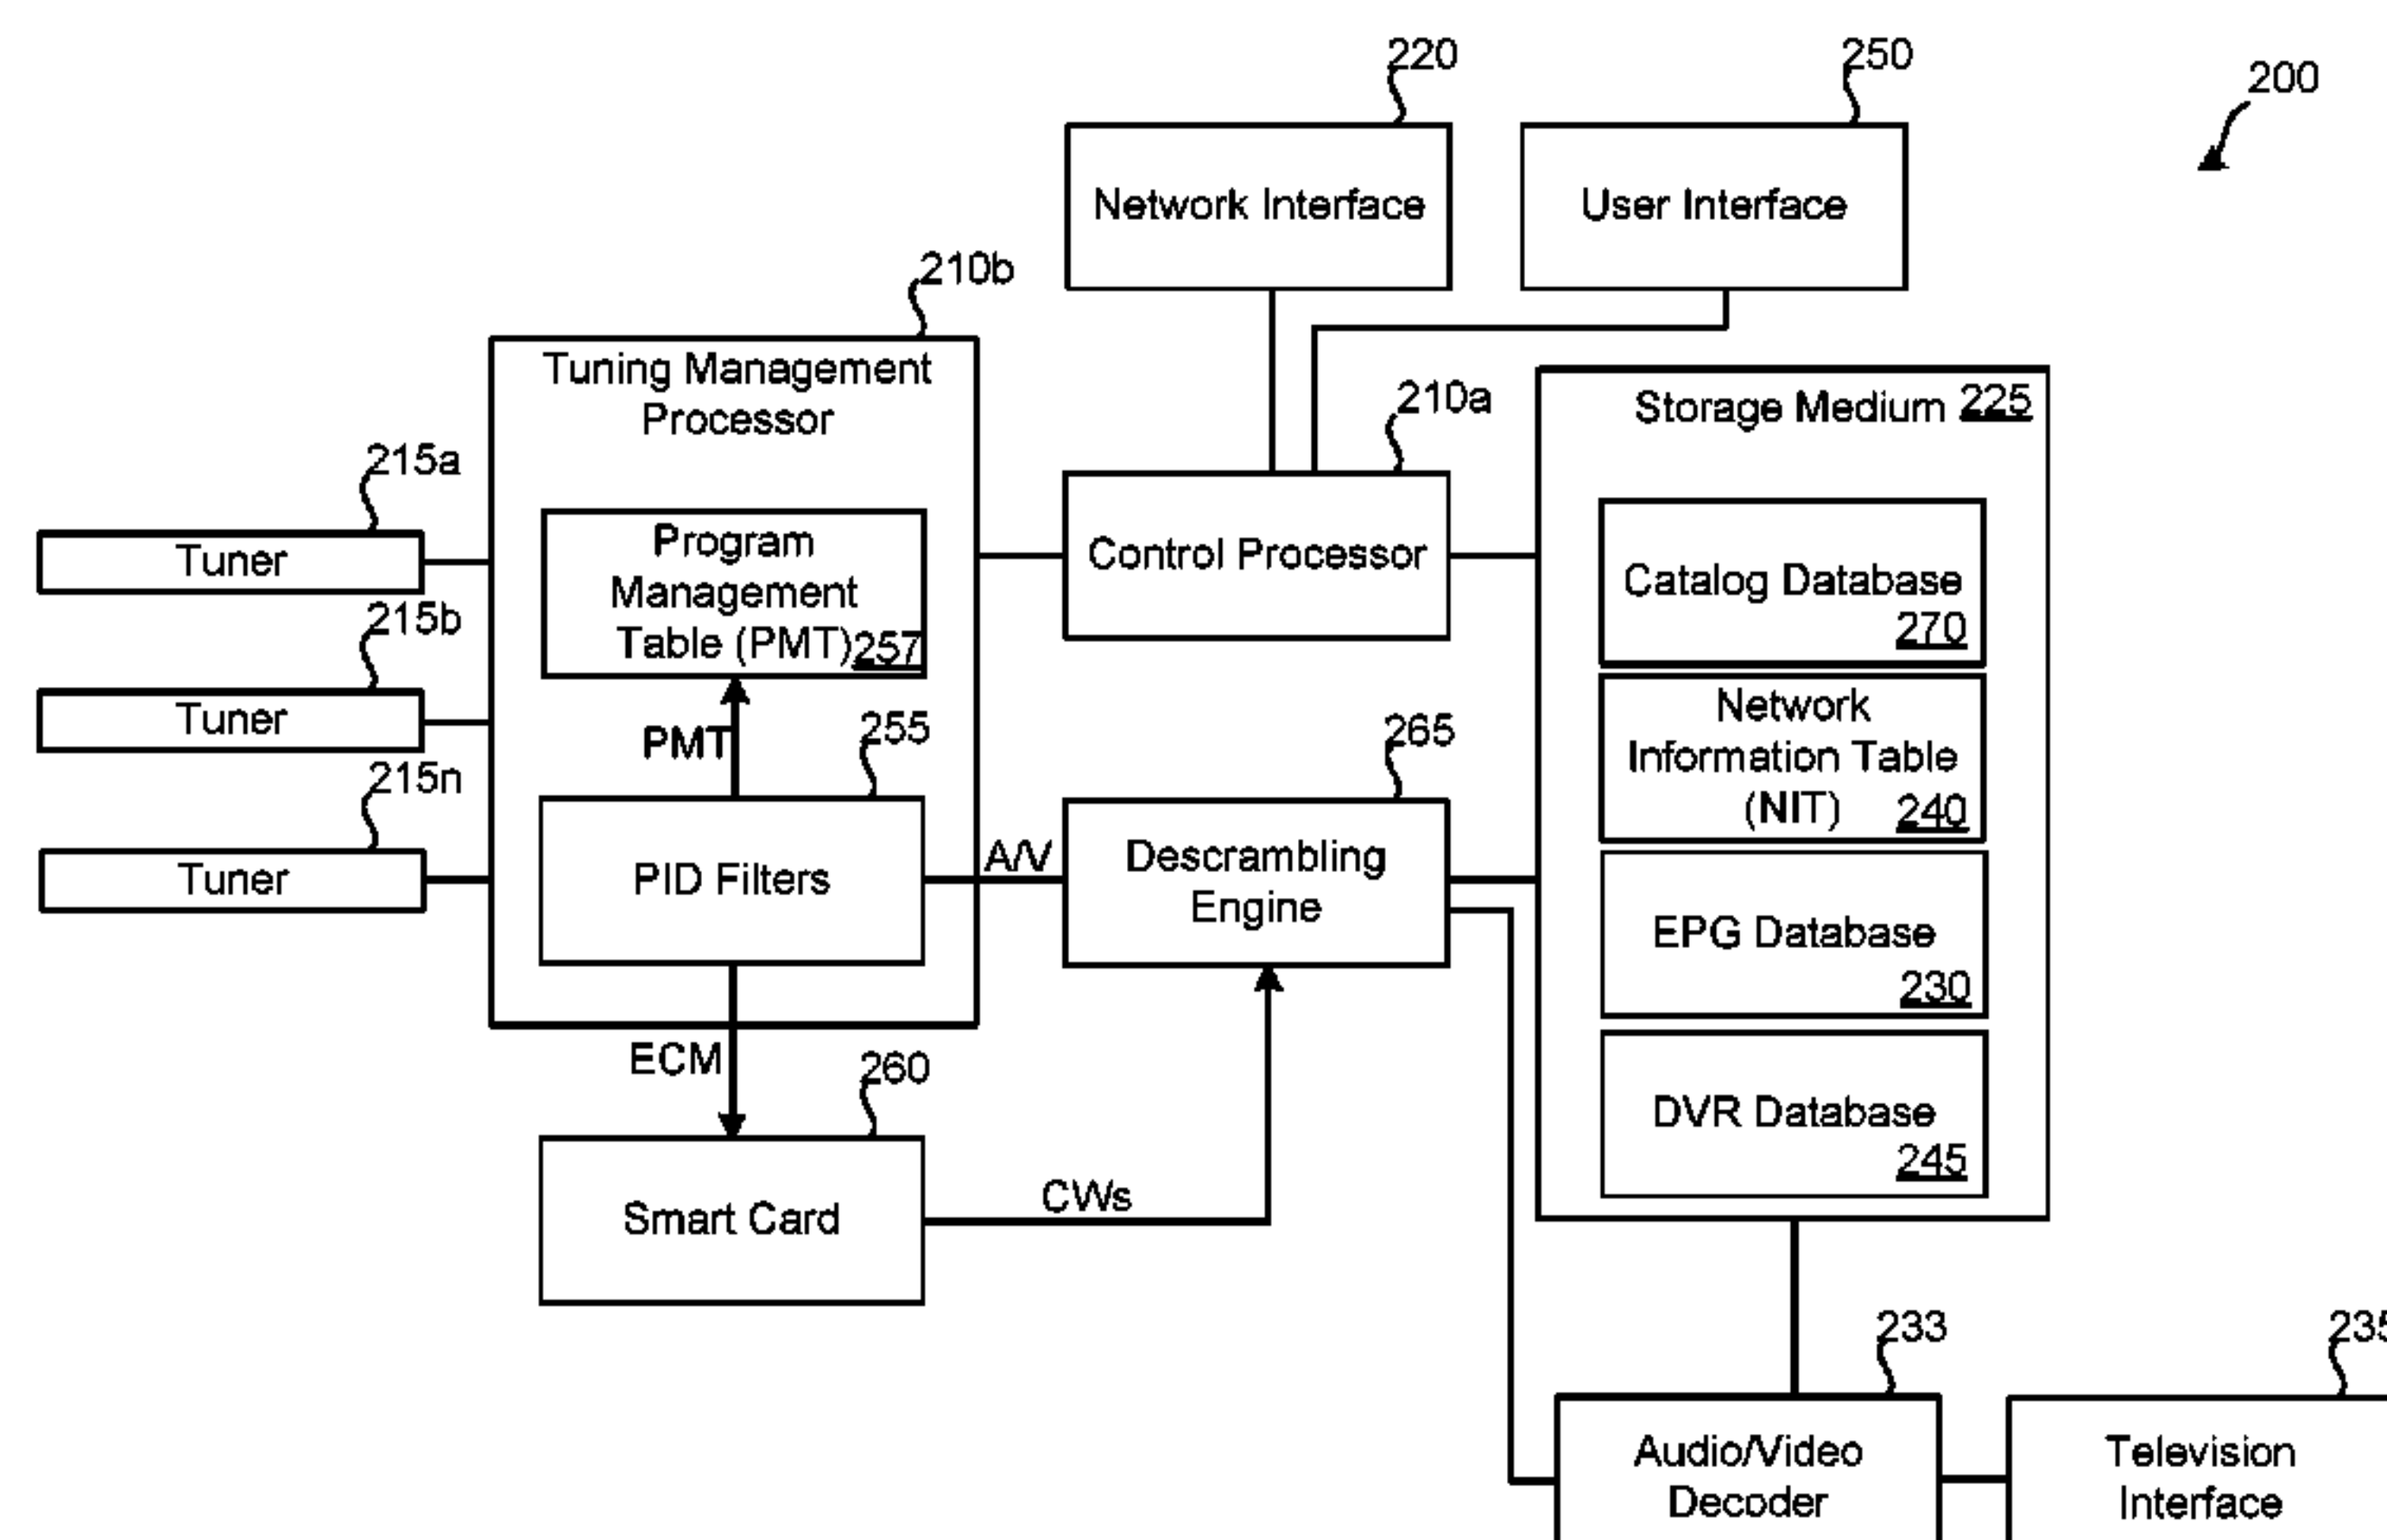 220
250
200
Network Interface
User Interface
210b
Tuning Management
Processor
210a
Storage Medium 225
215a
Tuner
Program
Management
Table (PMT) 257
Control Processor
Catalog Database
270
215b
Tuner
PMT
255
265
Network
Information Table
(NIT) 240
215n
Tuner
PID Filters
A/V
Descrambling
Engine
EPG Database
230
ECM
260
DVR Database
245
Smart Card
CWs
233
235
Audio/Video
Decoder
Television
Interface